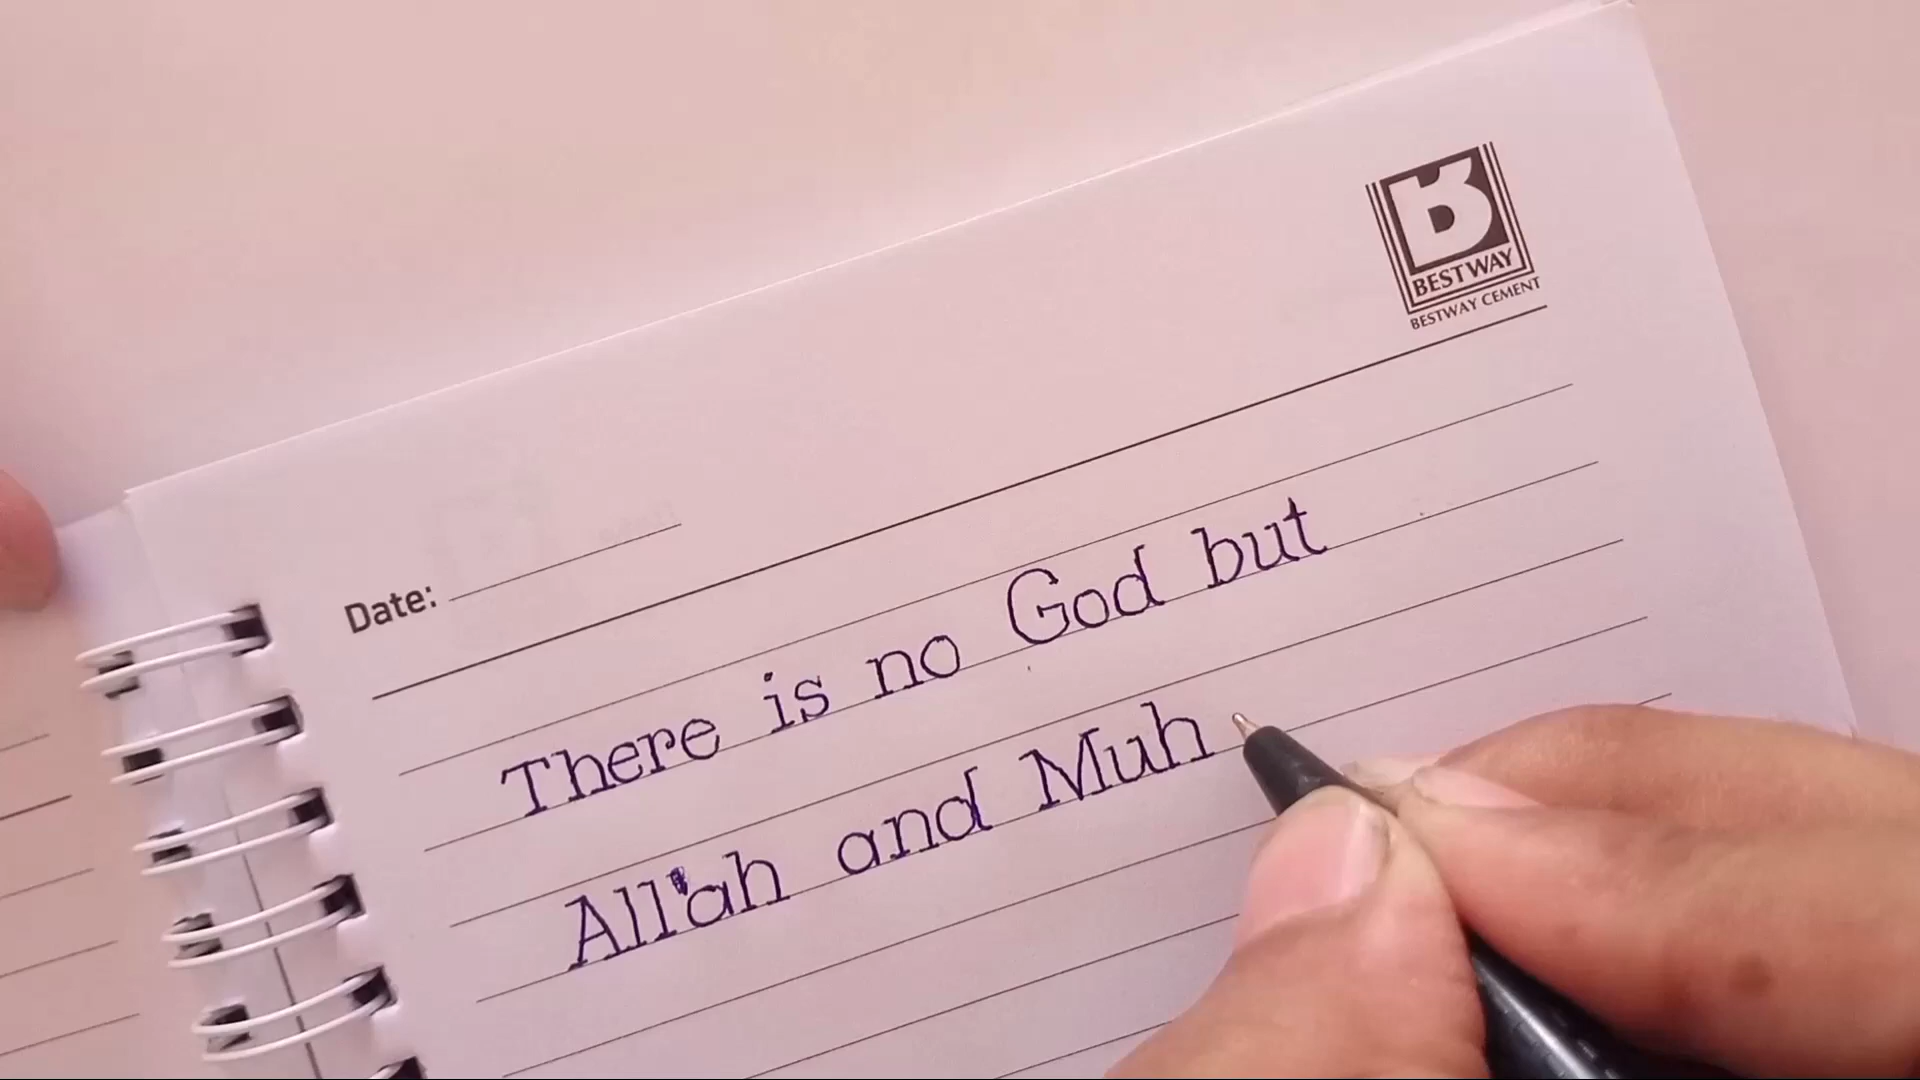 BESTWAY
BESTWAY CEMENT
Date:
There is no God but
Allah and Muh